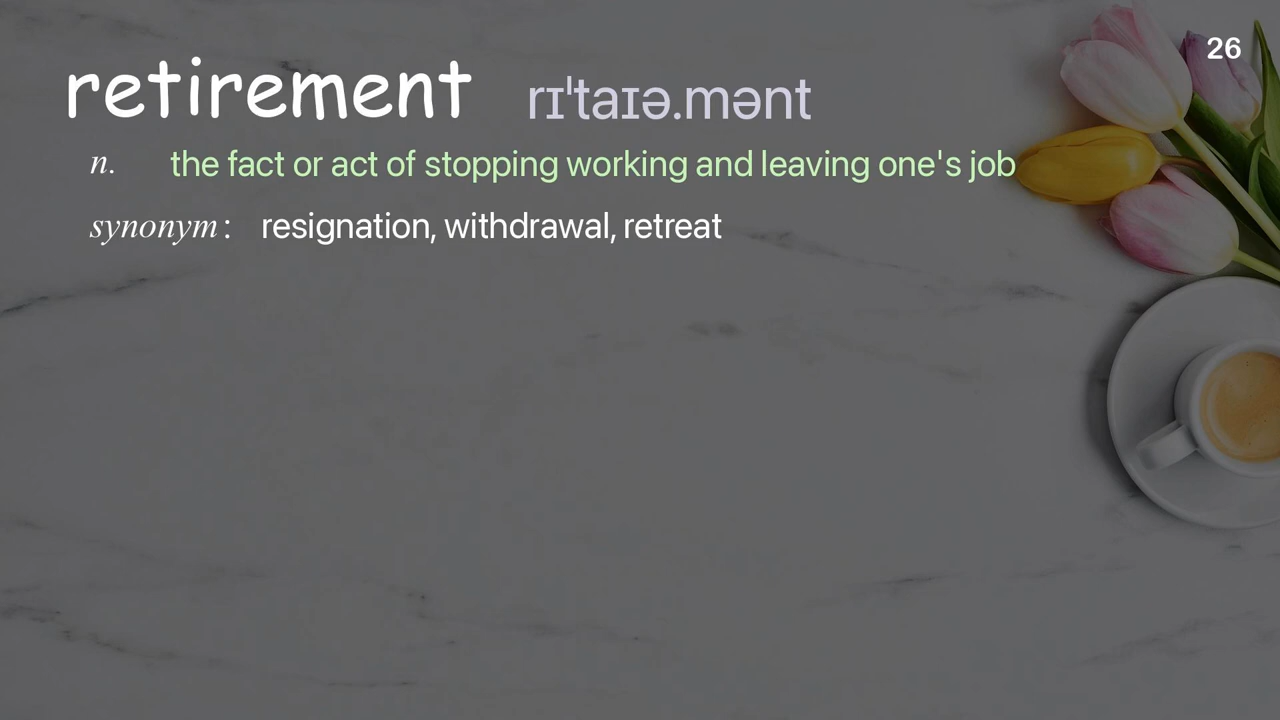 26
retirement rɪˈtaɪə.mənt
n. the fact or act of stopping working and leaving one's job
synonym: resignation, withdrawal, retreat